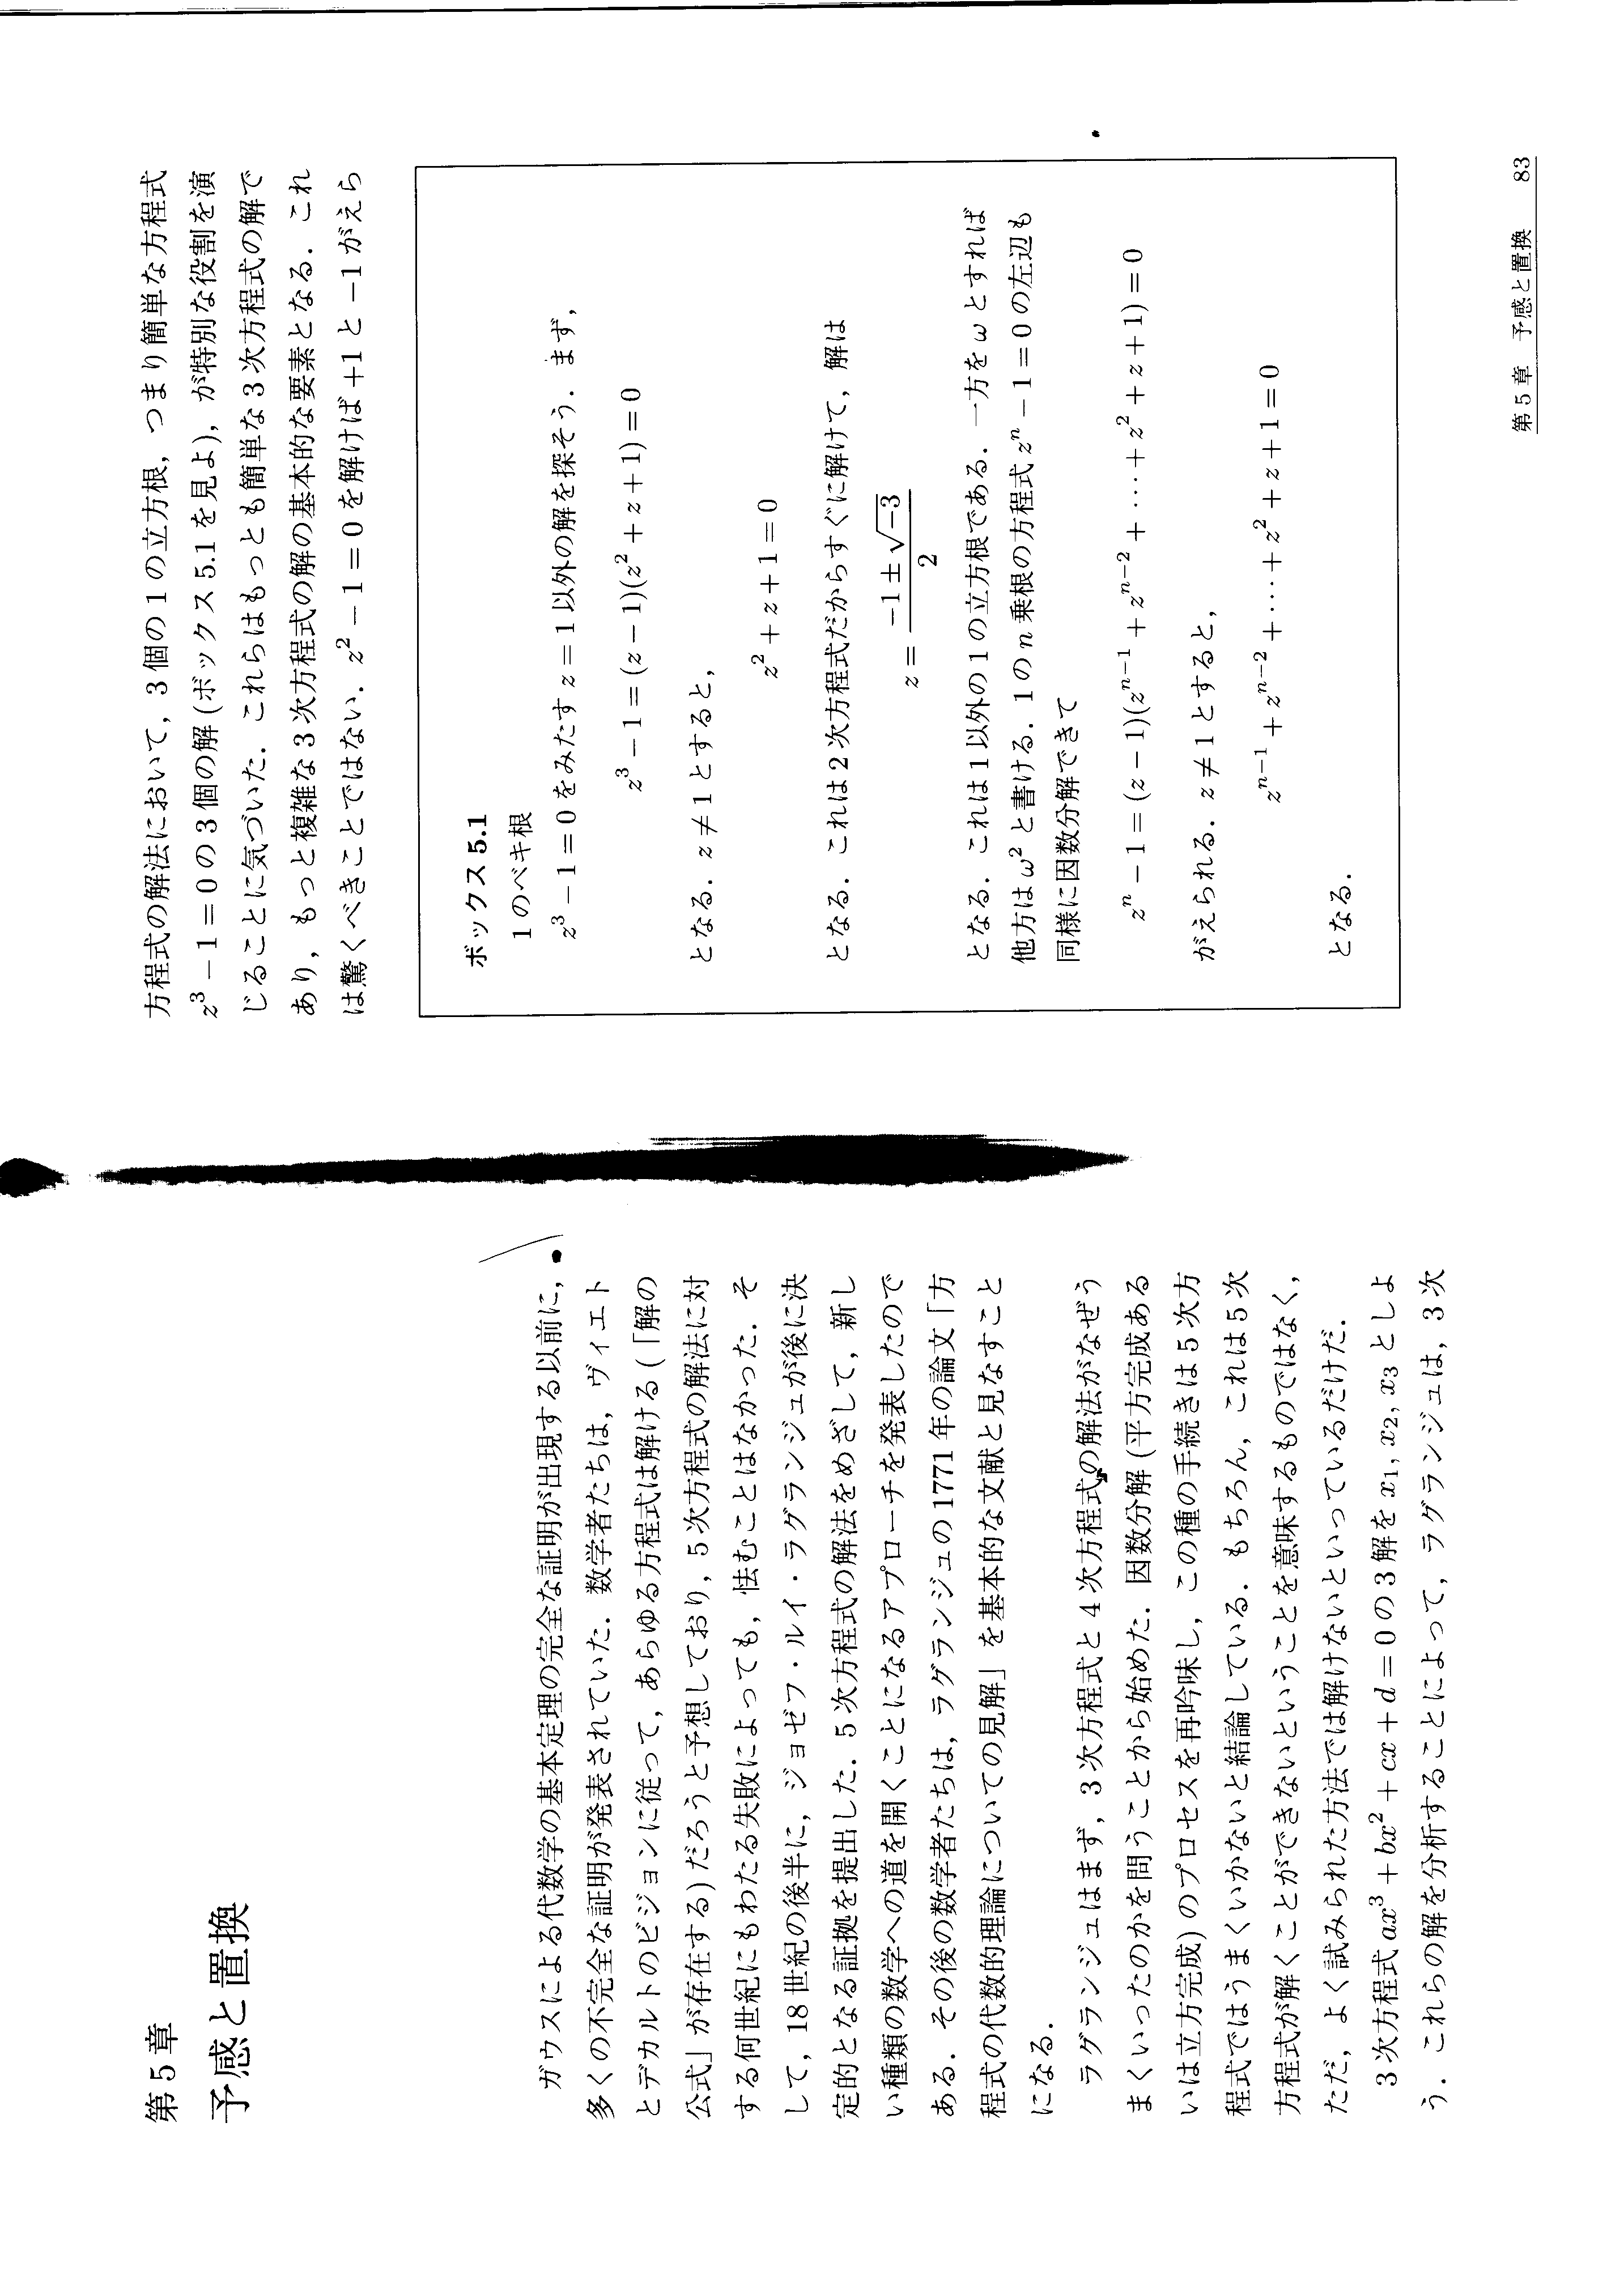 第5章
予感と置換
ガウスによる代数学の基本定理の完全な証明が出現する以前に,
多くの不完全な証明が発表されていた. 数学者たちは, ヴィエト
とデカルトのビジョンに従って, あらゆる方程式は解ける (「解の
公式」が存在する) だろうと予想しており, 5次方程式の解法に対
する何世紀にもわたる失敗によっても, 怯むことはなかった. そ
して, 18世紀の後半に, ジョゼフ・ルイ・ラグランジュが後に決
定的となる証拠を提出した. 5次方程式の解法をめざして, 新し
い種類の数学への道を開くことになるアプローチを発表したので
ある. その後の数学者たちは, ラグランジュの1771年の論文「方
程式の代数的理論についての見解」を基本的な文献と見なすこと
になる.
ラグランジュはまず, 3次方程式と4次方程式の解法がなぜう
まくいったのかを問うことから始めた. 因数分解 (平方完成ある
いは立方完成) のプロセスを再吟味し, この種の手続きは5次方
程式ではうまくいかないと結論している. もちろん, これは5次
方程式が解くことができないということを意味するものではなく,
ただ, よく試みられた方法では解けないといっているだけだ.
3次方程式 ax³ + bx² + cx + d = 0 の3解を x₁, x₂, x₃ としよ
う. これらの解を分析することによって, ラグランジュは, 3次
方程式の解法において, 3個の1の立方根, つまり簡単な方程式
z³ − 1 = 0 の3個の解 (ボックス5.1を見よ), が特別な役割を演
じることに気づいた. これらはもっとも簡単な3次方程式の解で
あり, もっと複雑な3次方程式の解の基本的な要素となる. これ
は驚くべきことではない. z² − 1 = 0 を解けば +1 と −1 がえら
ボックス5.1
1のベキ根
z³ − 1 = 0 をみたす z = 1 以外の解を探そう. まず,
z³ − 1 = (z − 1)(z² + z + 1) = 0
となる. z ≠ 1 とすると,
z² + z + 1 = 0
となる. これは2次方程式だからすぐに解けて, 解は
z = (−1 ± √−3)/2
となる. これは1以外の1の立方根である. 一方を ω とすれば
他方は ω² と書ける. 1の n 乗根の方程式 zⁿ − 1 = 0 の左辺も
同様に因数分解できて
zⁿ − 1 = (z − 1)(zⁿ⁻¹ + zⁿ⁻² + ⋯ + z² + z + 1) = 0
がえられる. z ≠ 1 とすると,
zⁿ⁻¹ + zⁿ⁻² + ⋯ + z² + z + 1 = 0
となる.
第5章 予感と置換 83